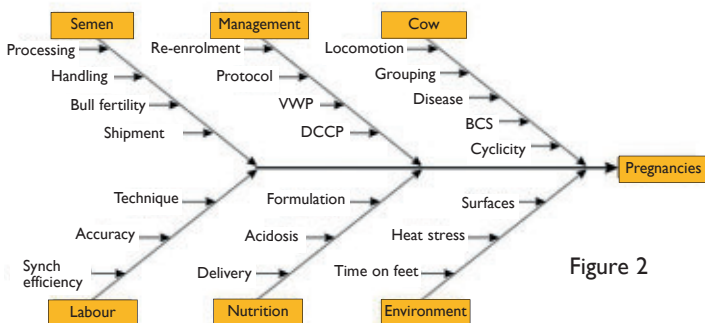 Semen
Management
Cow
Processing
Re-enrolment
Locomotion
Handling
Protocol
Grouping
Bull fertility
VWP
Disease
Shipment
DCCP
BCS
Cyclicity
Pregnancies
Technique
Formulation
Surfaces
Accuracy
Acidosis
Heat stress
Synch
efficiency
Delivery
Time on feet
Figure 2
Labour
Nutrition
Environment